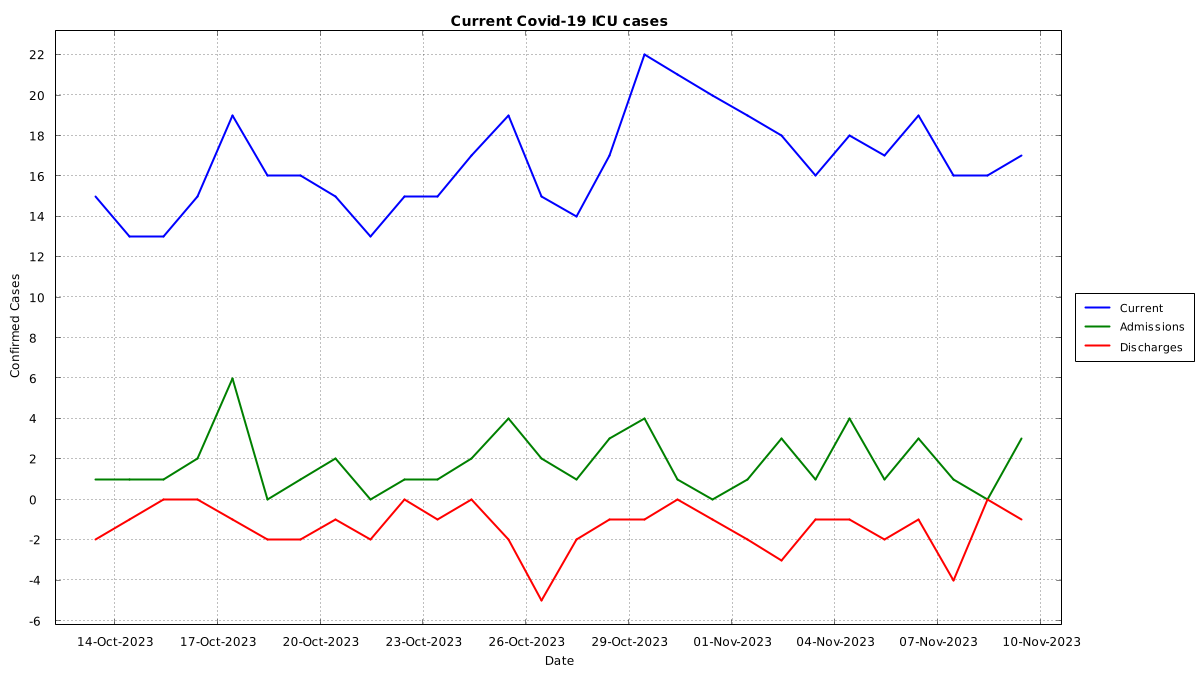 Current Covid-19 ICU cases
22
20
18
16
14
12
10
8
6
4
2
0
-2
-4
-6
Confirmed Cases
14-Oct-2023 17-Oct-2023 20-Oct-2023 23-Oct-2023 26-Oct-2023 29-Oct-2023 01-Nov-2023 04-Nov-2023 07-Nov-2023 10-Nov-2023
Date
Current
Admissions
Discharges